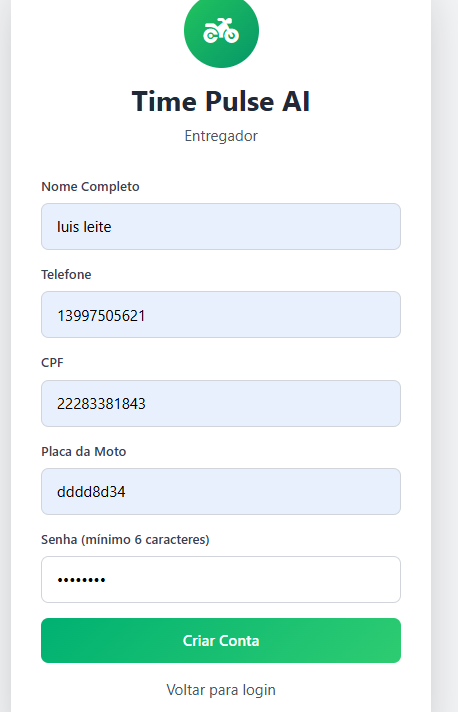 Time Pulse AI
Entregador
Nome Completo
luis leite
Telefone
13997505621
CPF
22283381843
Placa da Moto
dddd8d34
Senha (mínimo 6 caracteres)
••••••••
Criar Conta
Voltar para login